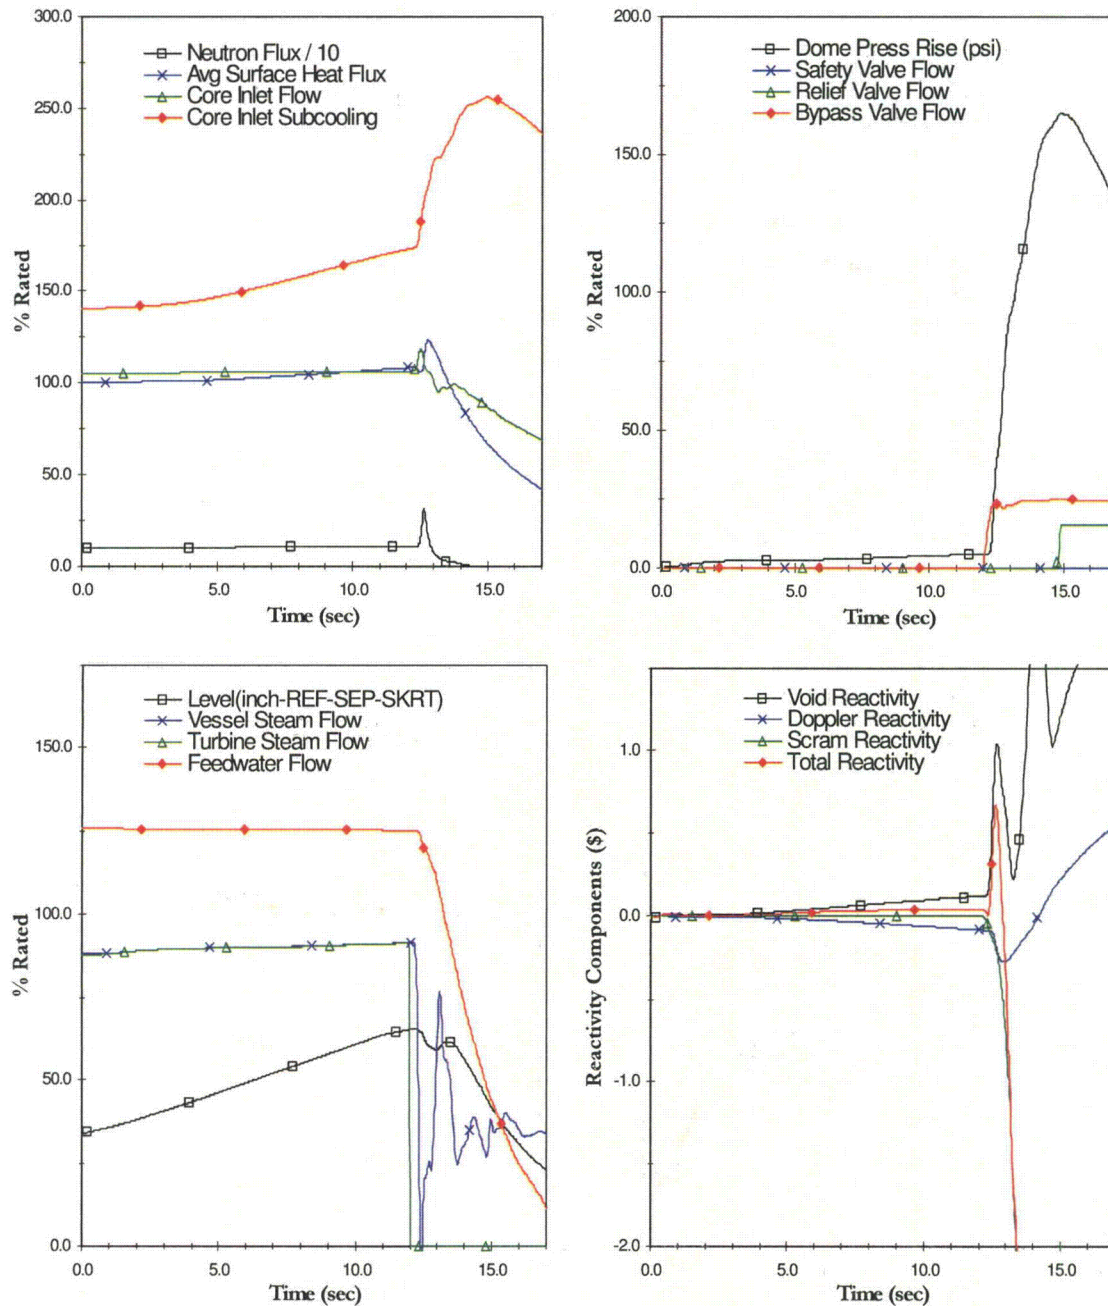 300.0
Neutron Flux / 10
Avg Surface Heat Flux
Core Inlet Flow
Core Inlet Subcooling
250.0
200.0
150.0
100.0
50.0
0.0
% Rated
0.0 5.0 10.0 15.0
Time (sec)
200.0
Dome Press Rise (psi)
Safety Valve Flow
Relief Valve Flow
Bypass Valve Flow
150.0
100.0
50.0
0.0
% Rated
0.0 5.0 10.0 15.0
Time (sec)
Level(inch-REF-SEP-SKRT)
Vessel Steam Flow
Turbine Steam Flow
Feedwater Flow
150.0
100.0
50.0
0.0
% Rated
0.0 5.0 10.0 15.0
Time (sec)
Void Reactivity
Doppler Reactivity
Scram Reactivity
Total Reactivity
1.0
0.0
-1.0
-2.0
Reactivity Components ($)
0.0 5.0 10.0 15.0
Time (sec)